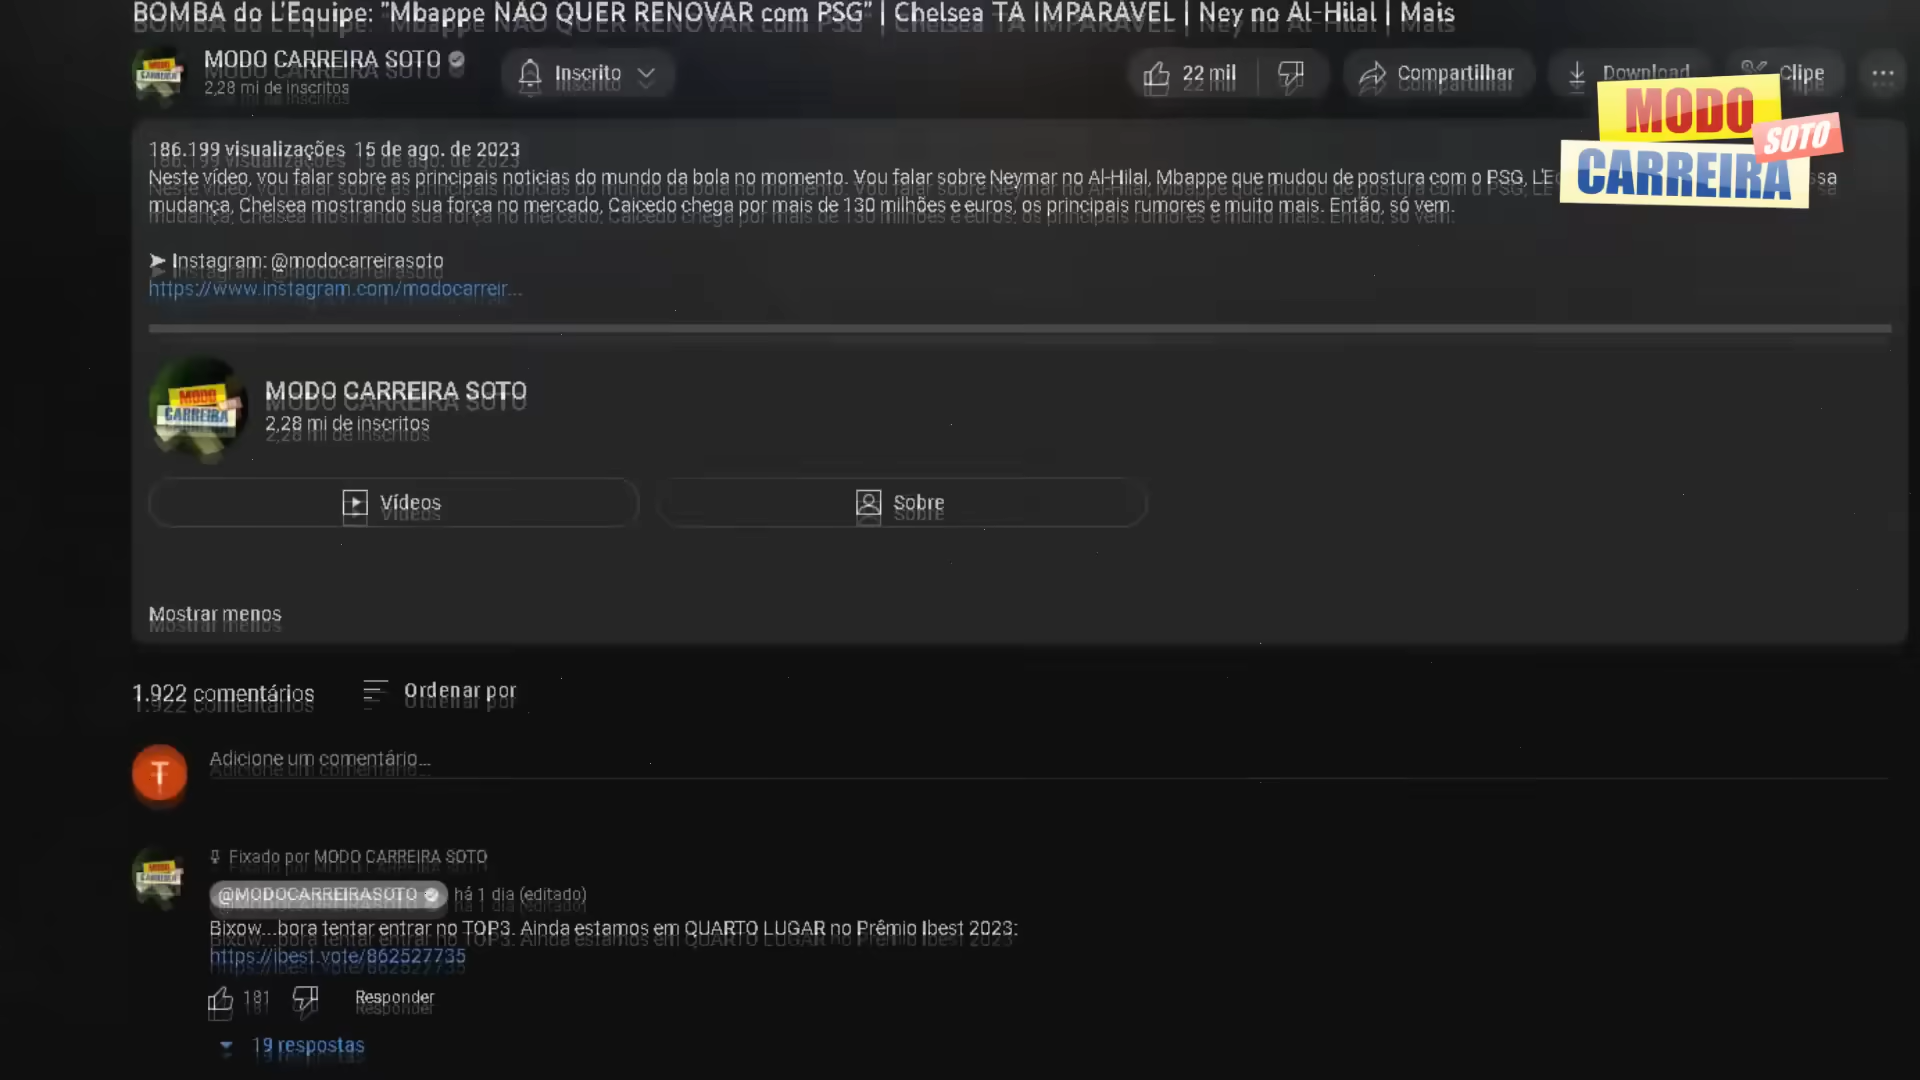 BOMBA do L'Equipe: "Mbappe NÃO QUER RENOVAR com PSG" | Chelsea TÁ IMPARÁVEL | Ney no Al-Hilal | Mais
MODO CARREIRA SOTO
2,28 mi de inscritos
Inscrito
22 mil
Compartilhar
Download
Clipe
MODO
CARREIRA
SOTO
186.199 visualizações 15 de ago. de 2023
Neste vídeo, vou falar sobre as principais noticias do mundo da bola no momento. Vou falar sobre Neymar no Al-Hilal, Mbappe que mudou de postura com o PSG,
mudança, Chelsea mostrando sua força no mercado, Caicedo chega por mais de 130 milhões e euros, os principais rumores e muito mais. Então, só vem.
➤ Instagram: @modocarreirasoto
https://www.instagram.com/modocarreir...
MODO CARREIRA
MODO CARREIRA SOTO
2,28 mi de inscritos
Vídeos
Sobre
Mostrar menos
1.922 comentários
Ordenar por
T
Adicione um comentário...
Fixado por MODO CARREIRA SOTO
@MODOCARREIRASOTO há 1 dia (editado)
Bixow...bora tentar entrar no TOP3. Ainda estamos em QUARTO LUGAR no Prêmio Ibest 2023:
https://ibest.vote/862527735
181
Responder
19 respostas